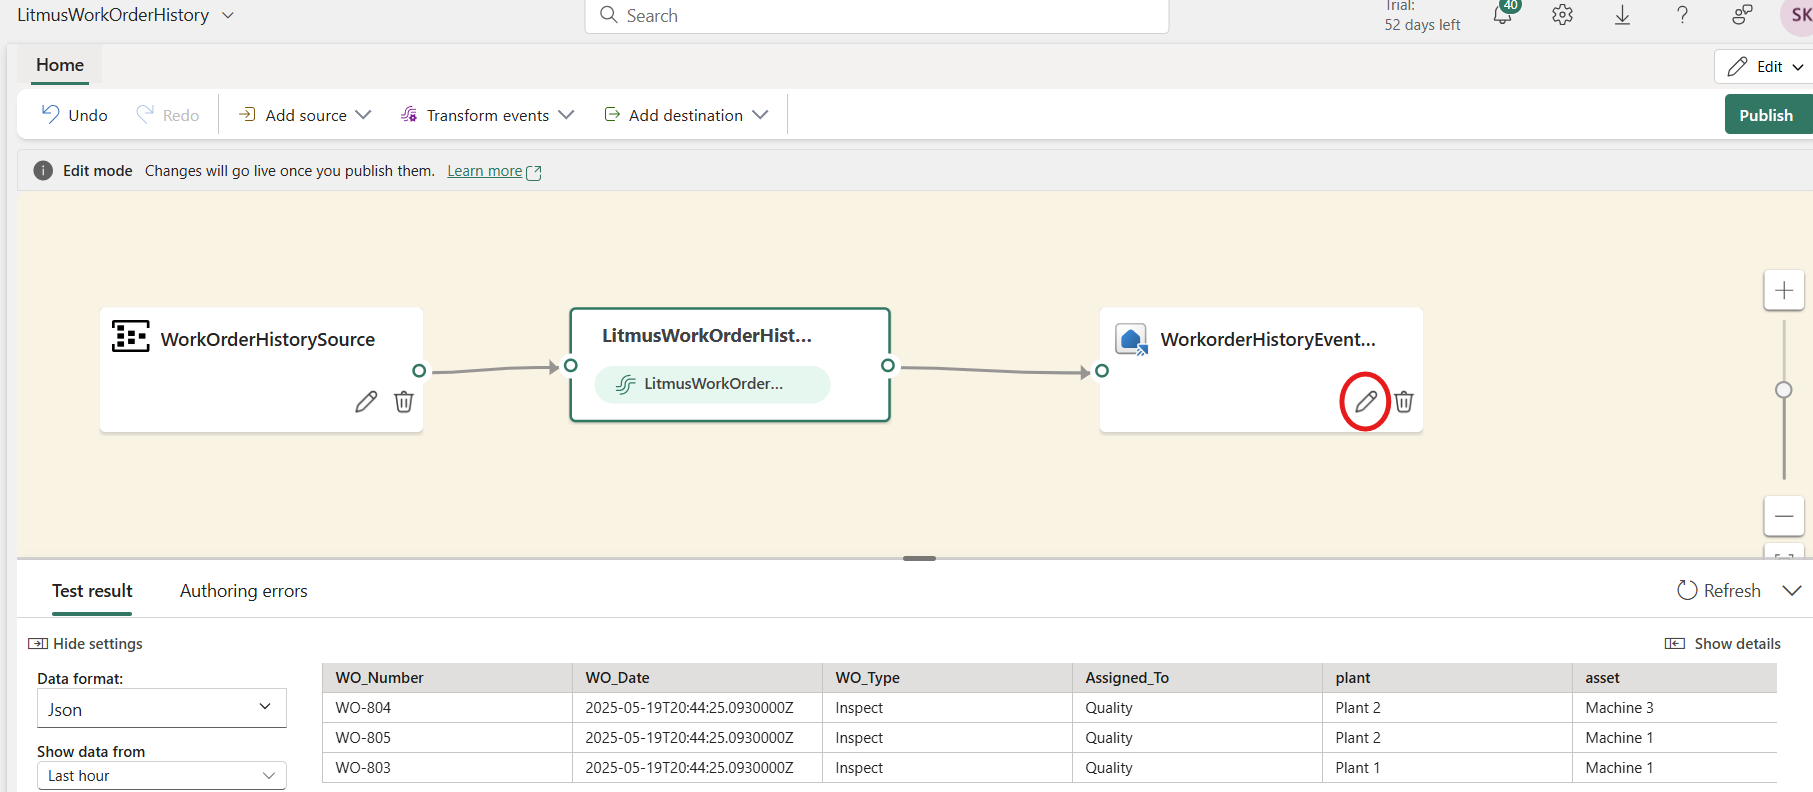 LitmusWorkOrderHistory
Search
Trial:
52 days left
40
SK
Home
Edit
Undo
Redo
Add source
Transform events
Add destination
Publish
Edit mode Changes will go live once you publish them. Learn more
WorkOrderHistorySource
LitmusWorkOrderHist...
LitmusWorkOrder...
WorkorderHistoryEvent...
Test result
Authoring errors
Refresh
Hide settings
Show details
Data format:
Json
Show data from
Last hour
WO_Number WO_Date WO_Type Assigned_To plant asset
WO-804 2025-05-19T20:44:25.0930000Z Inspect Quality Plant 2 Machine 3
WO-805 2025-05-19T20:44:25.0930000Z Inspect Quality Plant 2 Machine 1
WO-803 2025-05-19T20:44:25.0930000Z Inspect Quality Plant 1 Machine 1